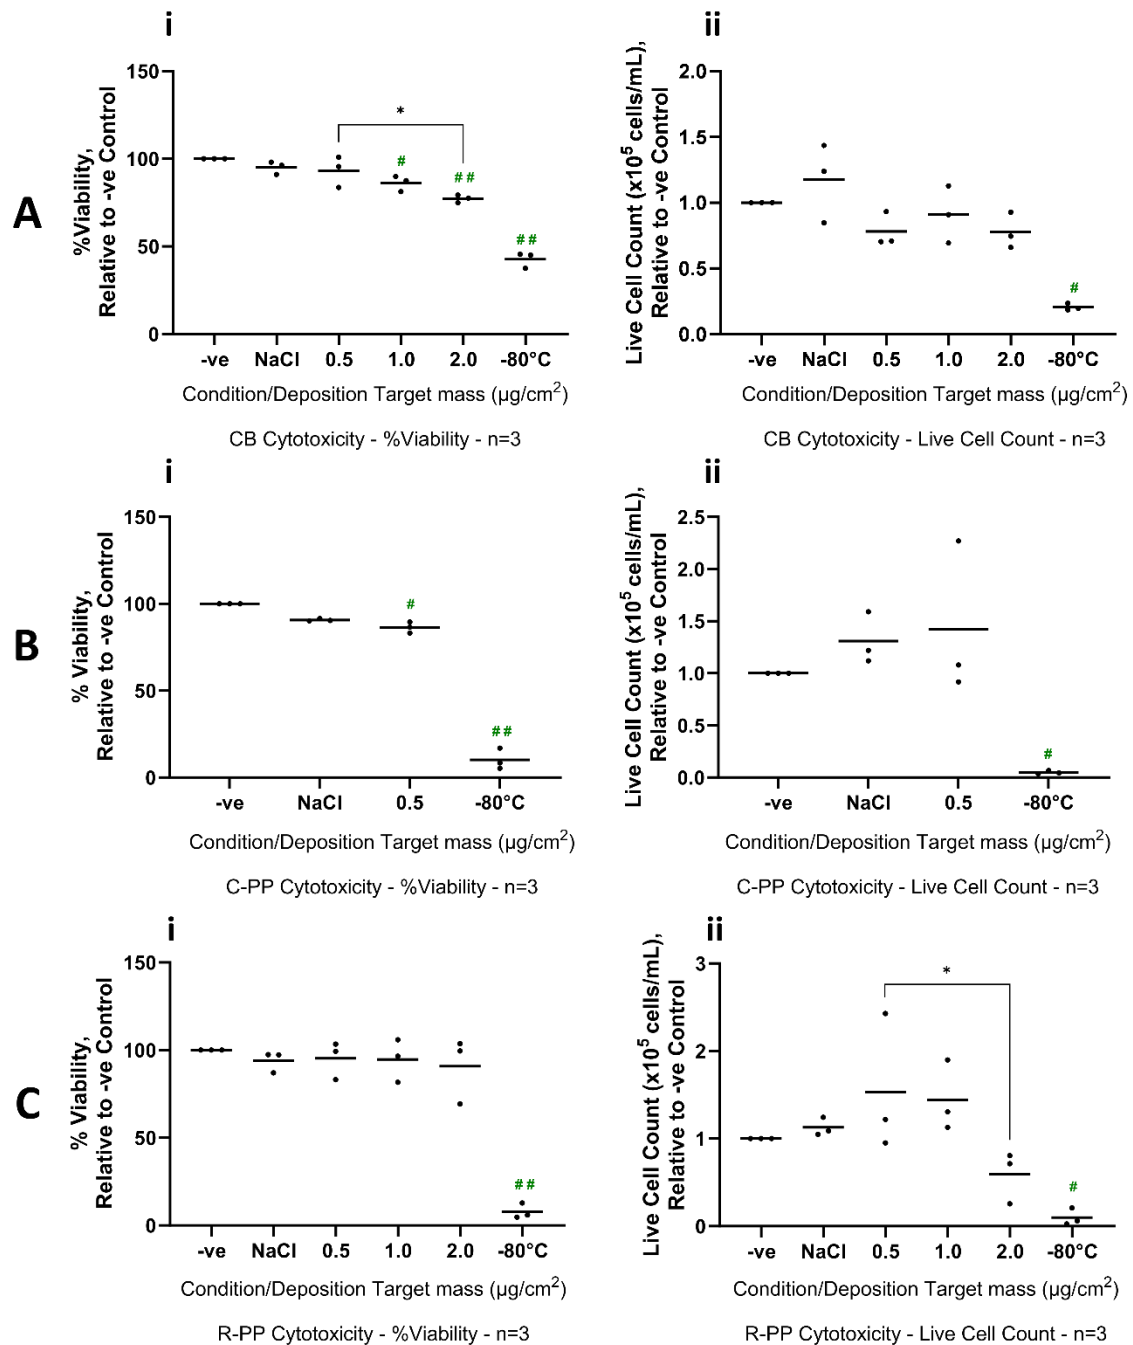 A
i
%Viability,
Relative to -ve Control
150
100
50
0
*
#
##
##
-ve NaCl 0.5 1.0 2.0 -80°C
Condition/Deposition Target mass (µg/cm²)
CB Cytotoxicity - %Viability - n=3
ii
Live Cell Count (x10⁵ cells/mL),
Relative to -ve Control
2.0
1.5
1.0
0.5
0.0
#
-ve NaCl 0.5 1.0 2.0 -80°C
Condition/Deposition Target mass (µg/cm²)
CB Cytotoxicity - Live Cell Count - n=3
B
i
% Viability,
Relative to -ve Control
150
100
50
0
#
##
-ve NaCl 0.5 -80°C
Condition/Deposition Target mass (µg/cm²)
C-PP Cytotoxicity - %Viability - n=3
ii
Live Cell Count (x10⁵ cells/mL),
Relative to -ve Control
2.5
2.0
1.5
1.0
0.5
0.0
#
-ve NaCl 0.5 -80°C
Condition/Deposition Target mass (µg/cm²)
C-PP Cytotoxicity - Live Cell Count - n=3
C
i
% Viability,
Relative to -ve Control
150
100
50
0
##
-ve NaCl 0.5 1.0 2.0 -80°C
Condition/Deposition Target mass (µg/cm²)
R-PP Cytotoxicity - %Viability - n=3
ii
Live Cell Count (x10⁵ cells/mL),
Relative to -ve Control
3
2
1
0
*
#
-ve NaCl 0.5 1.0 2.0 -80°C
Condition/Deposition Target mass (µg/cm²)
R-PP Cytotoxicity - Live Cell Count - n=3